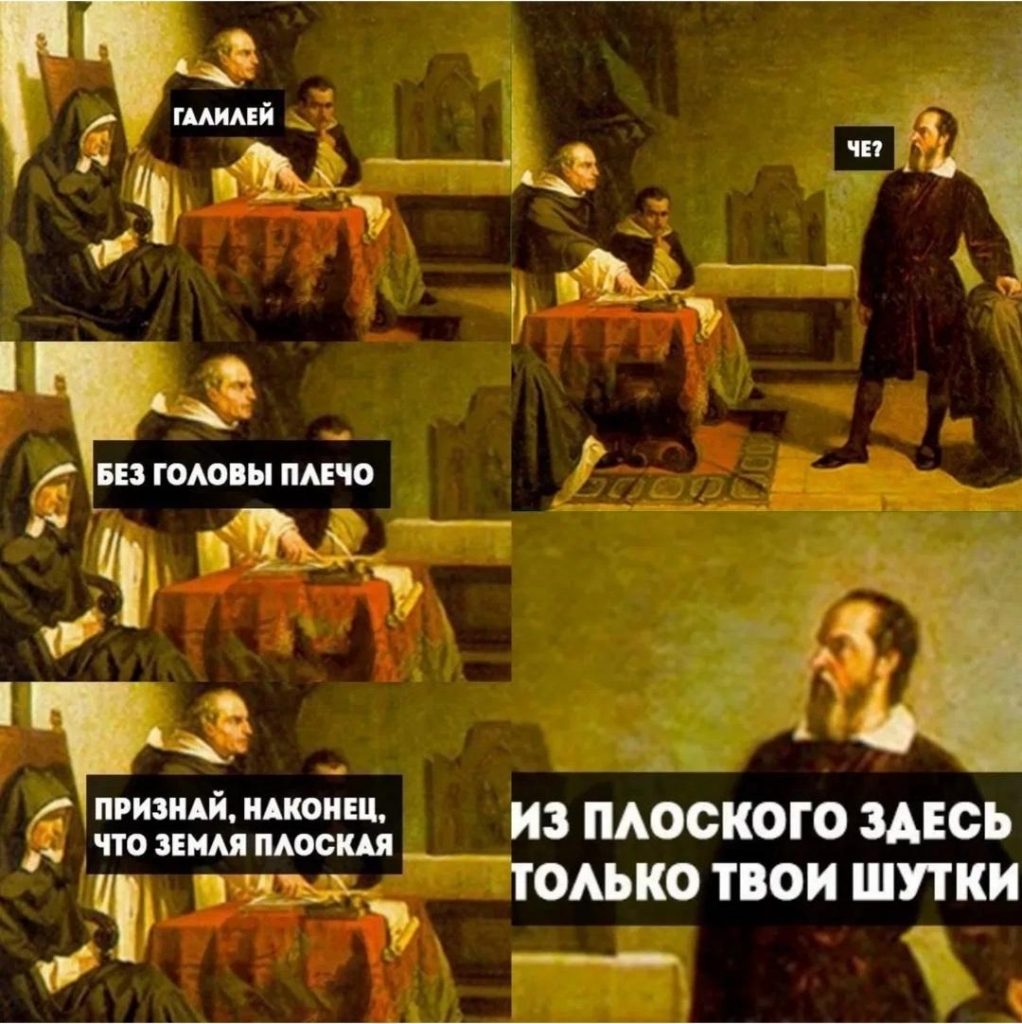 ГАЛИЛЕЙ
ЧЕ?
БЕЗ ГОЛОВЫ ПЛЕЧО
ПРИЗНАЙ, НАКОНЕЦ,
ЧТО ЗЕМЛЯ ПЛОСКАЯ
ИЗ ПЛОСКОГО ЗДЕСЬ
ТОЛЬКО ТВОИ ШУТКИ